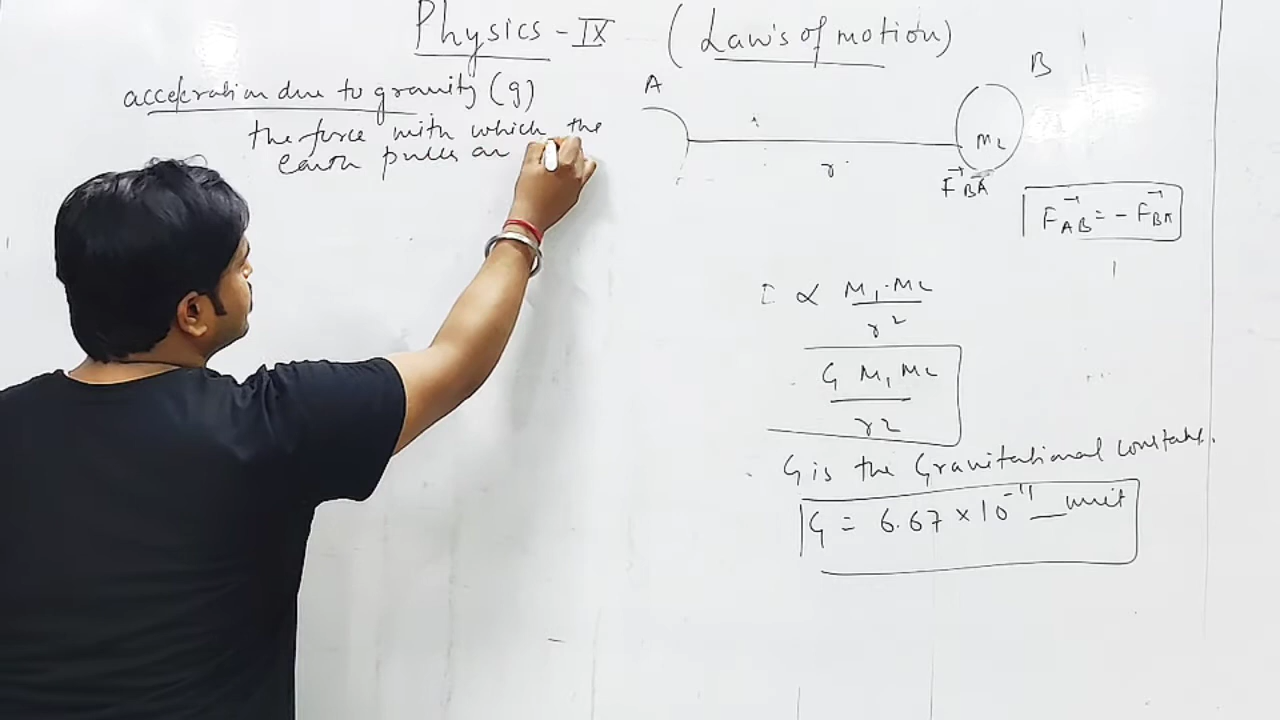 Physics - IX (Law's of motion)
acceleration due to gravity (g)
the force with which the
earth pulls an
A
B
r
M2
F BA
F AB = - F BA
∝ M1.M2
r2
G M1 M2
r2
G is the Gravitational constant.
G = 6.67 × 10^-11 unit